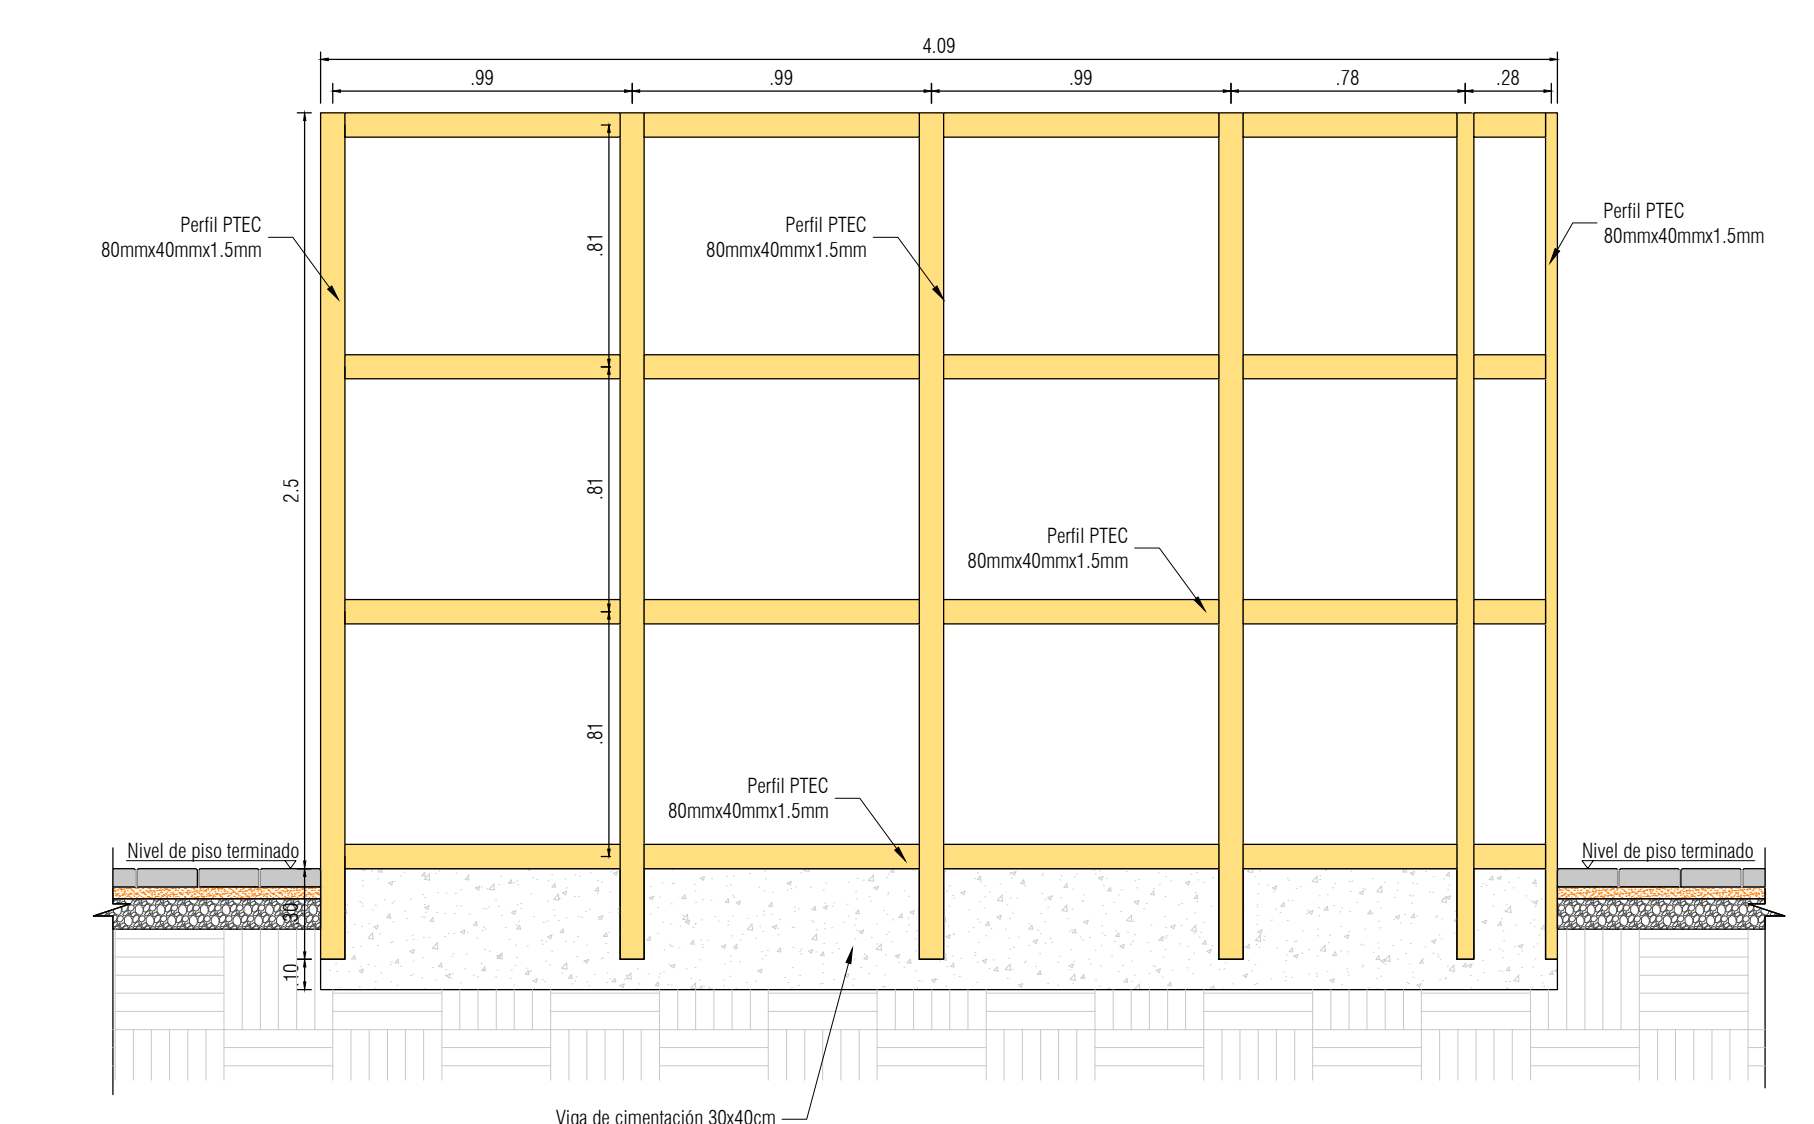 4.09
.99
.99
.99
.78
.28
Perfil PTEC
80mmx40mmx1.5mm
Perfil PTEC
80mmx40mmx1.5mm
Perfil PTEC
80mmx40mmx1.5mm
.81
2.5
.81
Perfil PTEC
80mmx40mmx1.5mm
.81
Perfil PTEC
80mmx40mmx1.5mm
Nivel de piso terminado
Nivel de piso terminado
.30
.10
Viga de cimentación 30x40cm